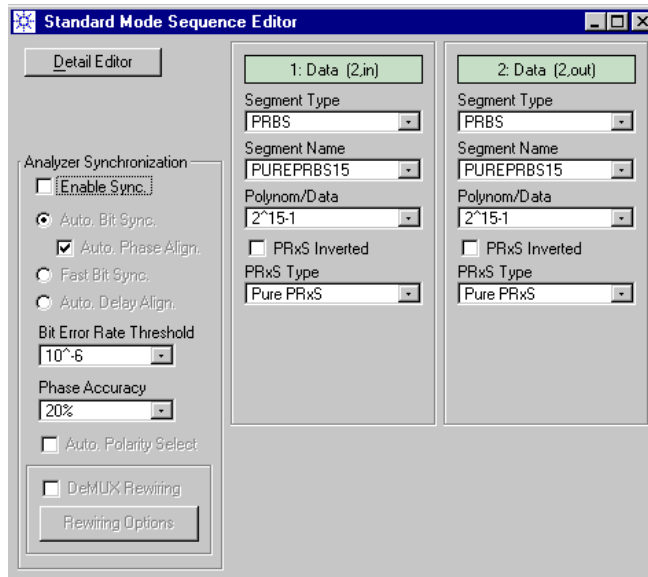 Standard Mode Sequence Editor
Detail Editor
Analyzer Synchronization
Enable Sync.
Auto. Bit Sync.
Auto. Phase Align.
Fast Bit Sync.
Auto. Delay Align.
Bit Error Rate Threshold
10^-6
Phase Accuracy
20%
Auto. Polarity Select
DeMUX Rewiring
Rewiring Options
1: Data (2,in)
Segment Type
PRBS
Segment Name
PUREPRBS15
Polynom/Data
2^15-1
PRxS Inverted
PRxS Type
Pure PRxS
2: Data (2,out)
Segment Type
PRBS
Segment Name
PUREPRBS15
Polynom/Data
2^15-1
PRxS Inverted
PRxS Type
Pure PRxS